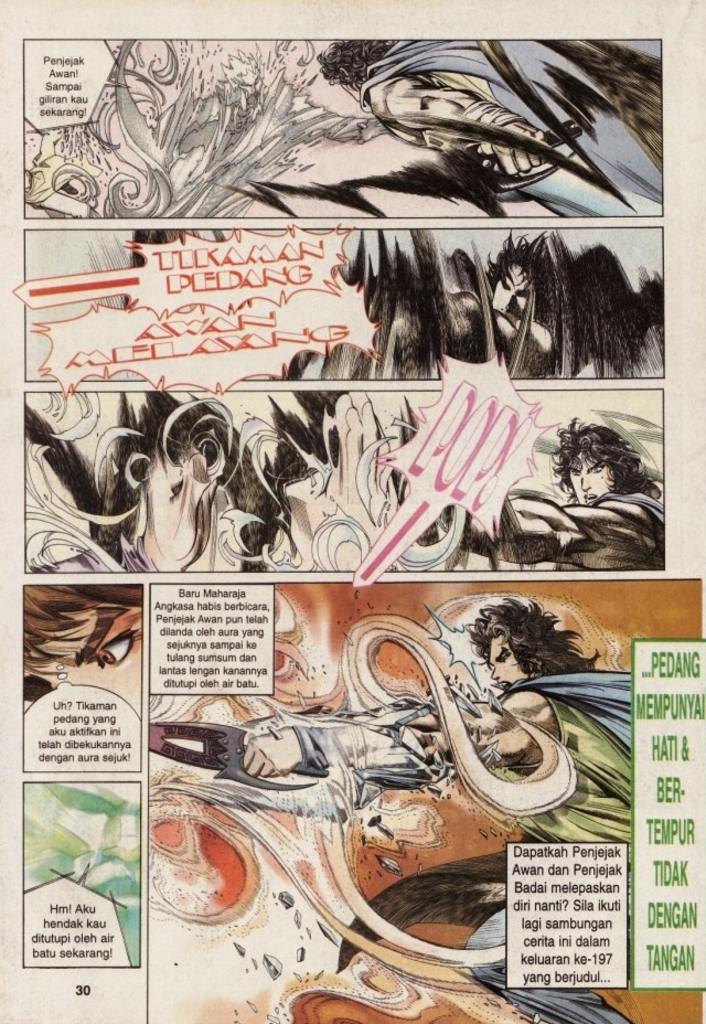 Penjejak
Awan!
Sampai
giliran kau
sekarang!
TIKAMAN
PEDANG
AWAN
MELAYANG
POP!
Uh? Tikaman
pedang yang
aku aktifkan ini
telah dibekukannya
dengan aura sejuk!
Baru Maharaja
Angkasa habis berbicara,
Penjejak Awan pun telah
dilanda oleh aura yang
sejuknya sampai ke
tulang sumsum dan
lantas lengan kanannya
ditutupi oleh air batu.
Hm! Aku
hendak kau
ditutupi oleh air
batu sekarang!
Dapatkah Penjejak
Awan dan Penjejak
Badai melepaskan
diri nanti? Sila ikuti
lagi sambungan
cerita ini dalam
keluaran ke-197
yang berjudul...
...PEDANG
MEMPUNYAI
HATI &
BER-
TEMPUR
TIDAK
DENGAN
TANGAN
30